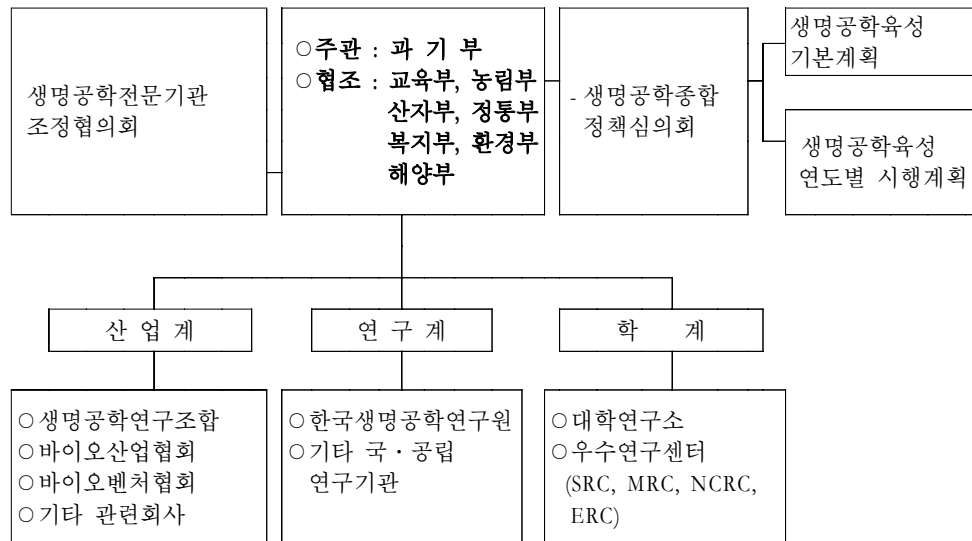 생명공학전문기관
조정협의회
○주관 : 과 기 부
○협조 : 교육부, 농림부
산자부, 정통부
복지부, 환경부
해양부
- 생명공학종합
정책심의회
생명공학육성
기본계획
생명공학육성
연도별 시행계획
산 업 계
연 구 계
학 계
○생명공학연구조합
○바이오산업협회
○바이오벤처협회
○기타 관련회사
○한국생명공학연구원
○기타 국·공립
연구기관
○대학연구소
○우수연구센터
(SRC, MRC, NCRC,
ERC)